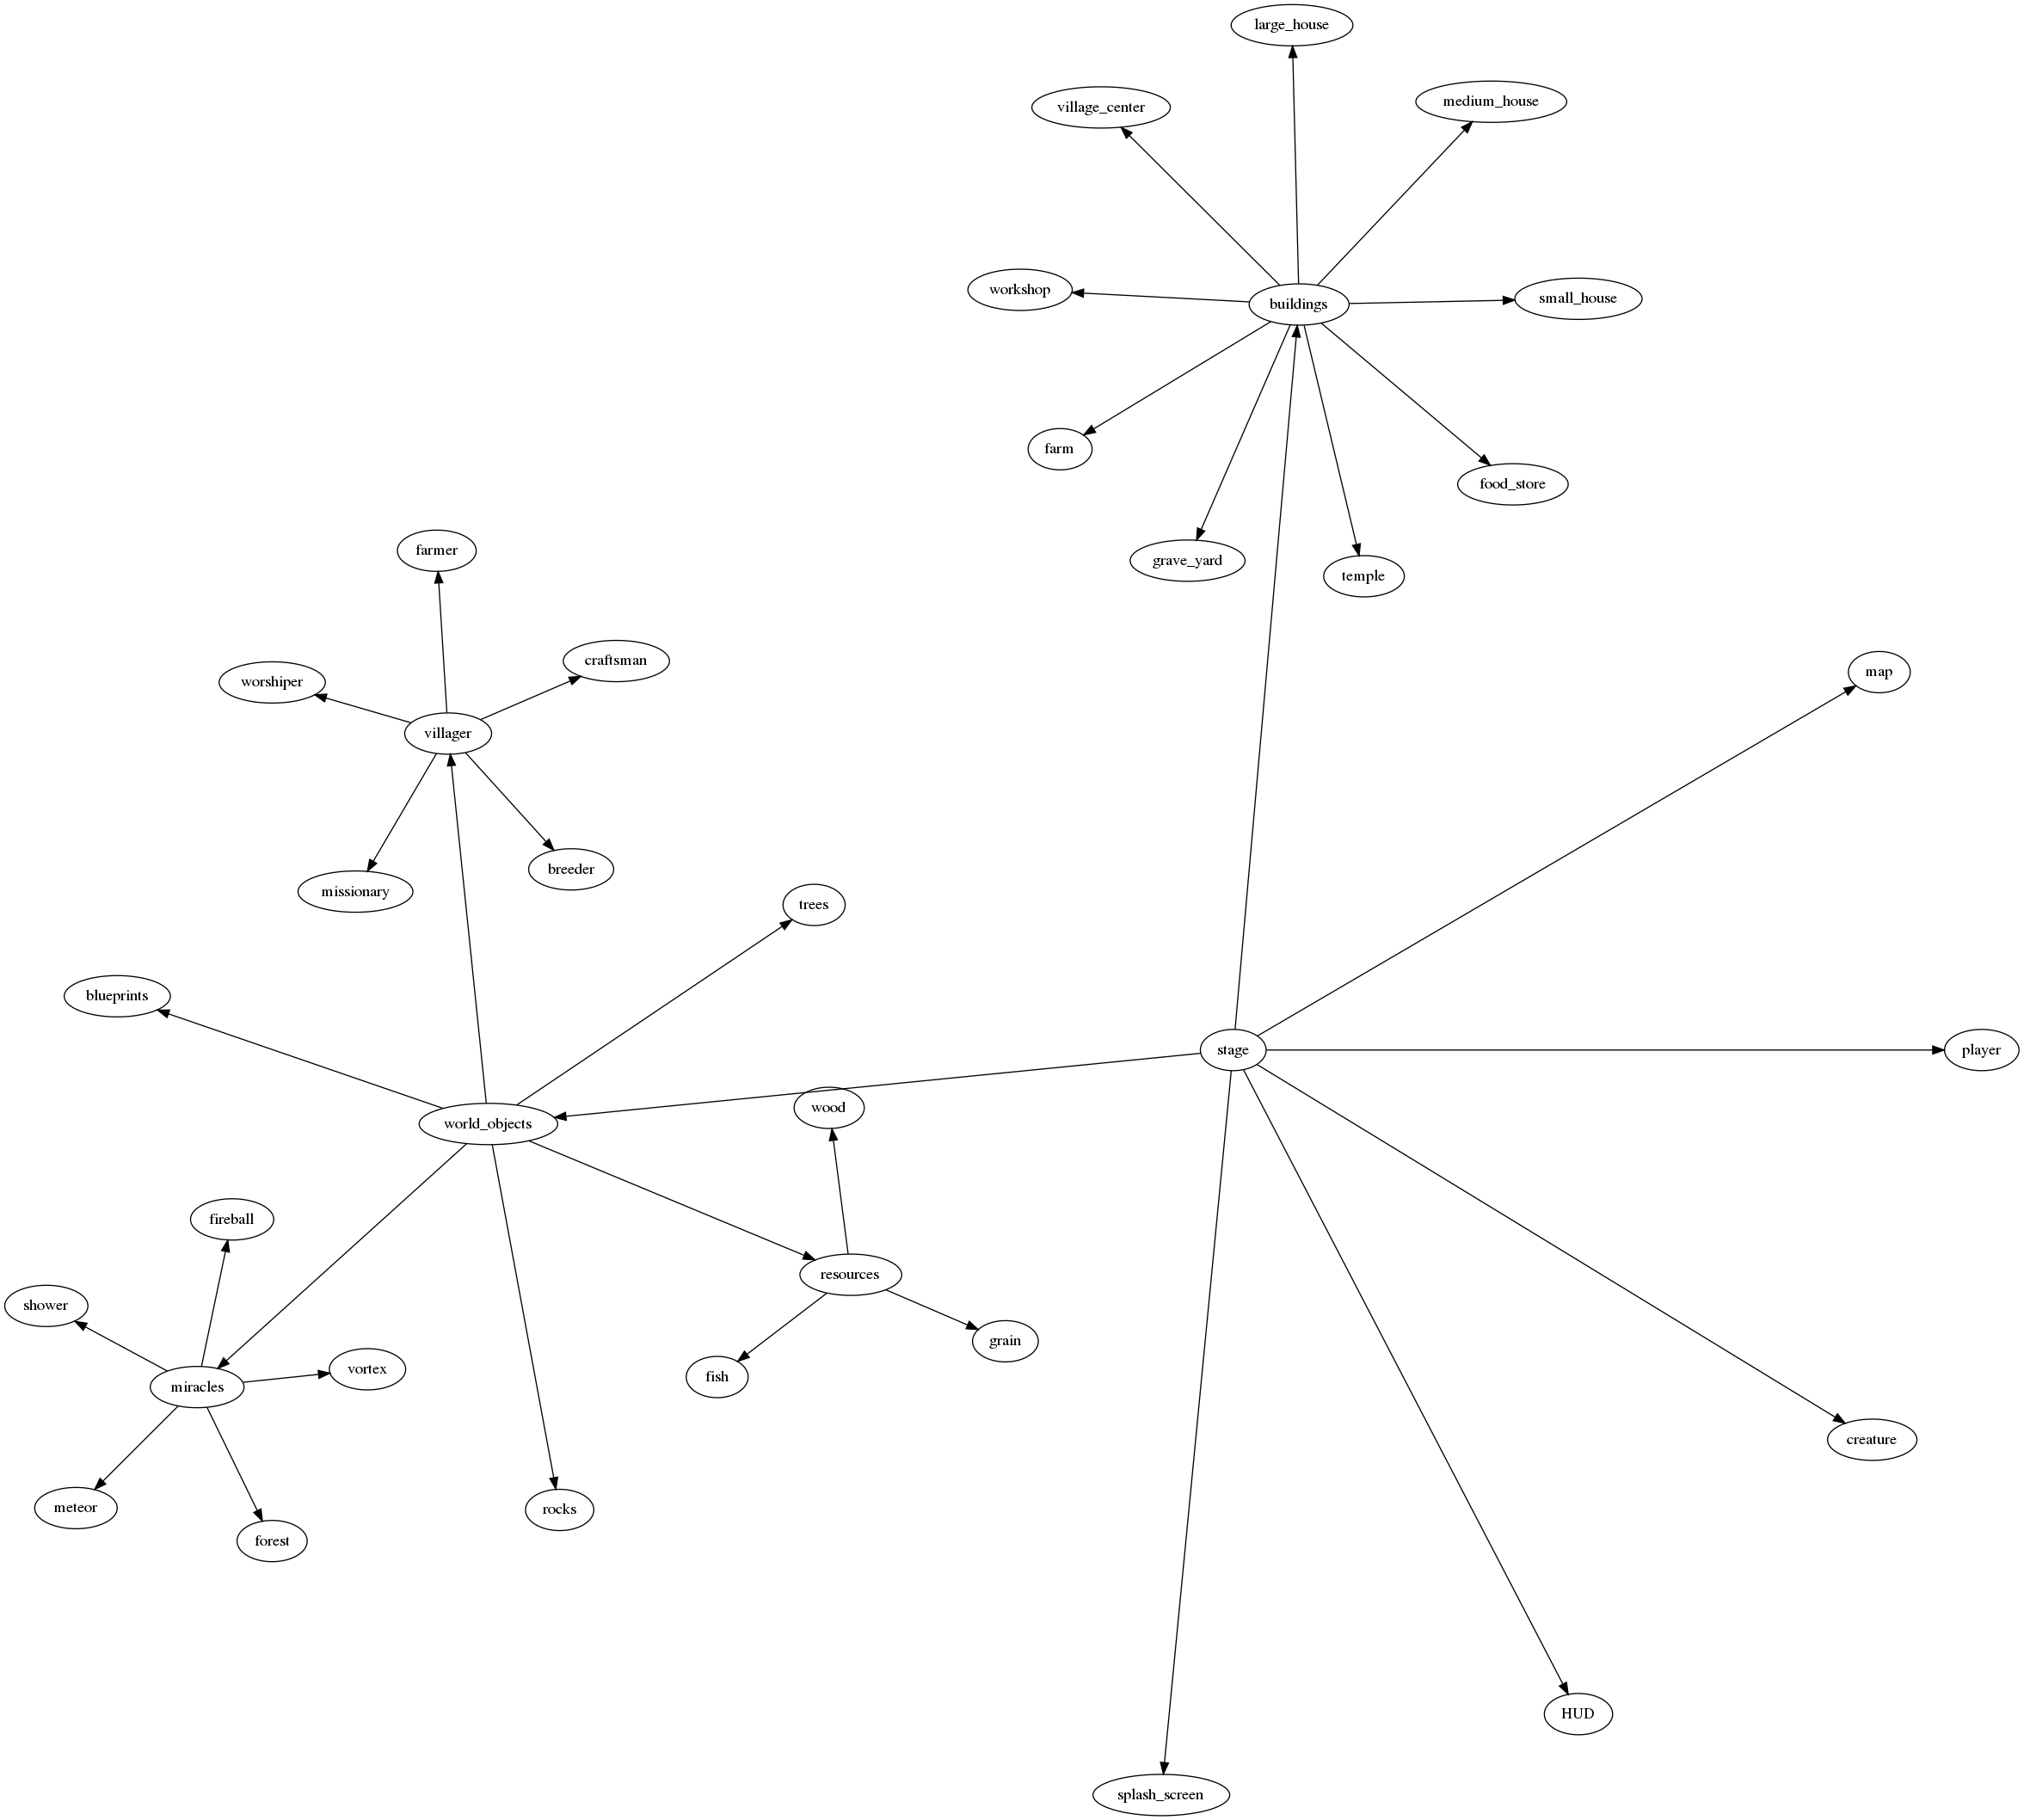 large_house
medium_house
village_center
workshop
small_house
buildings
farm
food_store
grave_yard
temple
farmer
craftsman
worshiper
villager
map
breeder
missionary
trees
blueprints
stage
player
wood
world_objects
fireball
resources
shower
grain
vortex
fish
miracles
creature
meteor
rocks
forest
HUD
splash_screen